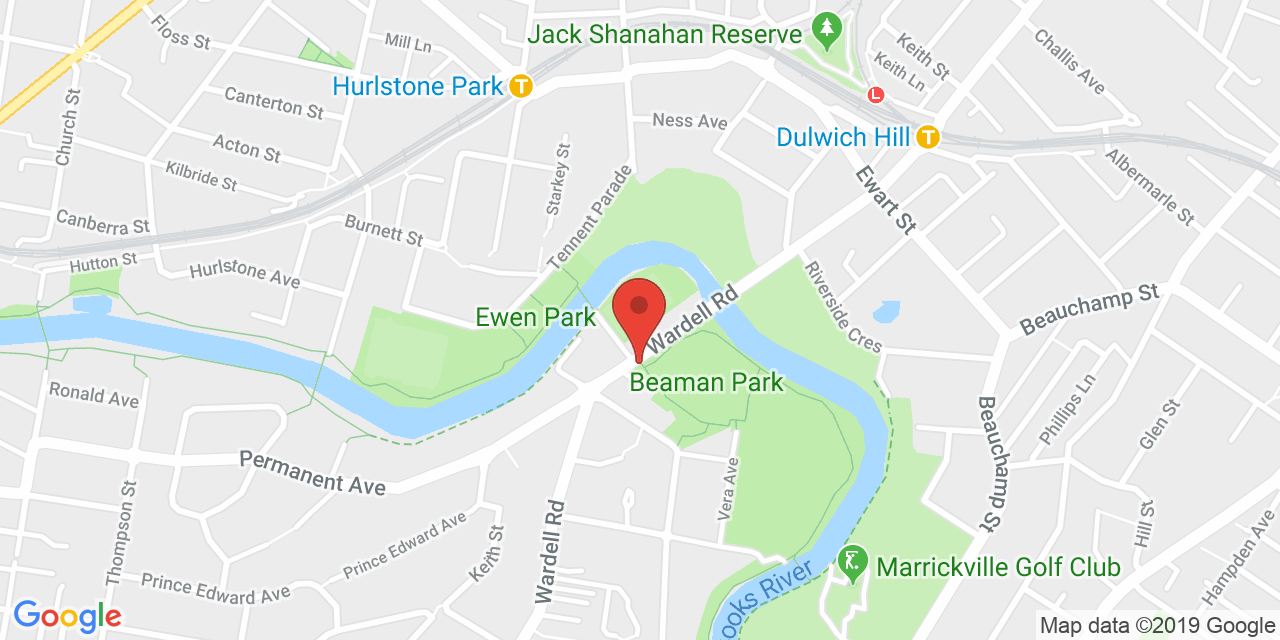 Floss St
Mill Ln
Jack Shanahan Reserve
Keith St
Keith Ln
Challis Ave
Church St
Hurlstone Park
T
L
Canterton St
Ness Ave
Dulwich Hill
T
Acton St
Kilbride St
Starkey St
Tennent Parade
Ewart St
Albermarle St
Canberra St
Burnett St
Hutton St
Hurlstone Ave
Riverside Cres
Beauchamp St
Ewen Park
Wardell Rd
Beaman Park
Ronald Ave
Phillips Ln
Glen St
Beauchamp St
Permanent Ave
Vera Ave
Thompson St
Wardell Rd
Prince Edward Ave
Keith St
Hill St
Hampden Ave
Prince Edward Ave
ooks River
Marrickville Golf Club
Google
Map data ©2019 Google